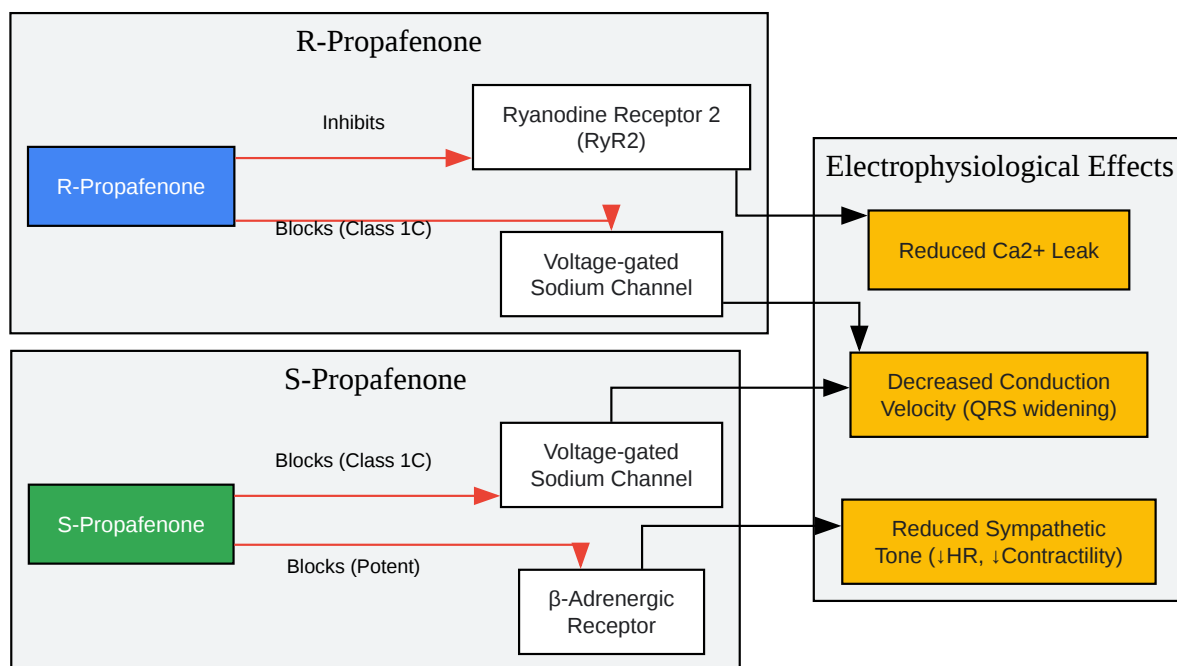 R-Propafenone
Ryanodine Receptor 2
(RyR2)
Inhibits
R-Propafenone
Blocks (Class 1C)
Voltage-gated
Sodium Channel
S-Propafenone
Voltage-gated
Sodium Channel
Blocks (Class 1C)
S-Propafenone
Blocks (Potent)
β-Adrenergic
Receptor
Electrophysiological Effects
Reduced Ca2+ Leak
Decreased Conduction
Velocity (QRS widening)
Reduced Sympathetic
Tone (↓HR, ↓Contractility)